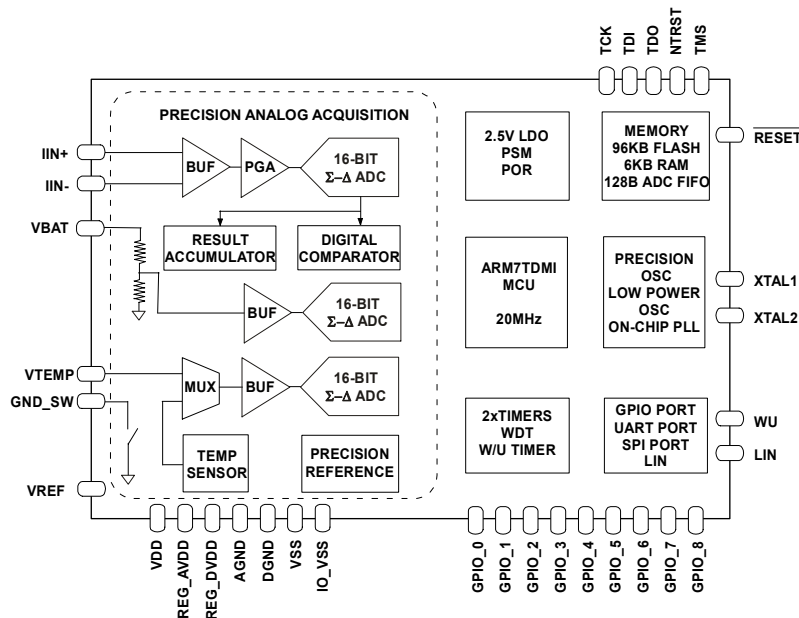 TCK
TDI
TDO
NTRST
TMS
PRECISION ANALOG ACQUISITION
IIN+
IIN-
BUF
PGA
16-BIT
Σ–Δ ADC
2.5V LDO
PSM
POR
MEMORY
96KB FLASH
6KB RAM
128B ADC FIFO
RESET
VBAT
RESULT
ACCUMULATOR
DIGITAL
COMPARATOR
BUF
16-BIT
Σ–Δ ADC
ARM7TDMI
MCU
20MHz
PRECISION
OSC
LOW POWER
OSC
ON-CHIP PLL
XTAL1
XTAL2
VTEMP
GND_SW
MUX
BUF
16-BIT
Σ–Δ ADC
TEMP
SENSOR
PRECISION
REFERENCE
2xTIMERS
WDT
W/U TIMER
GPIO PORT
UART PORT
SPI PORT
LIN
WU
LIN
VREF
VDD
REG_AVDD
REG_DVDD
AGND
DGND
VSS
IO_VSS
GPIO_0
GPIO_1
GPIO_2
GPIO_3
GPIO_4
GPIO_5
GPIO_6
GPIO_7
GPIO_8